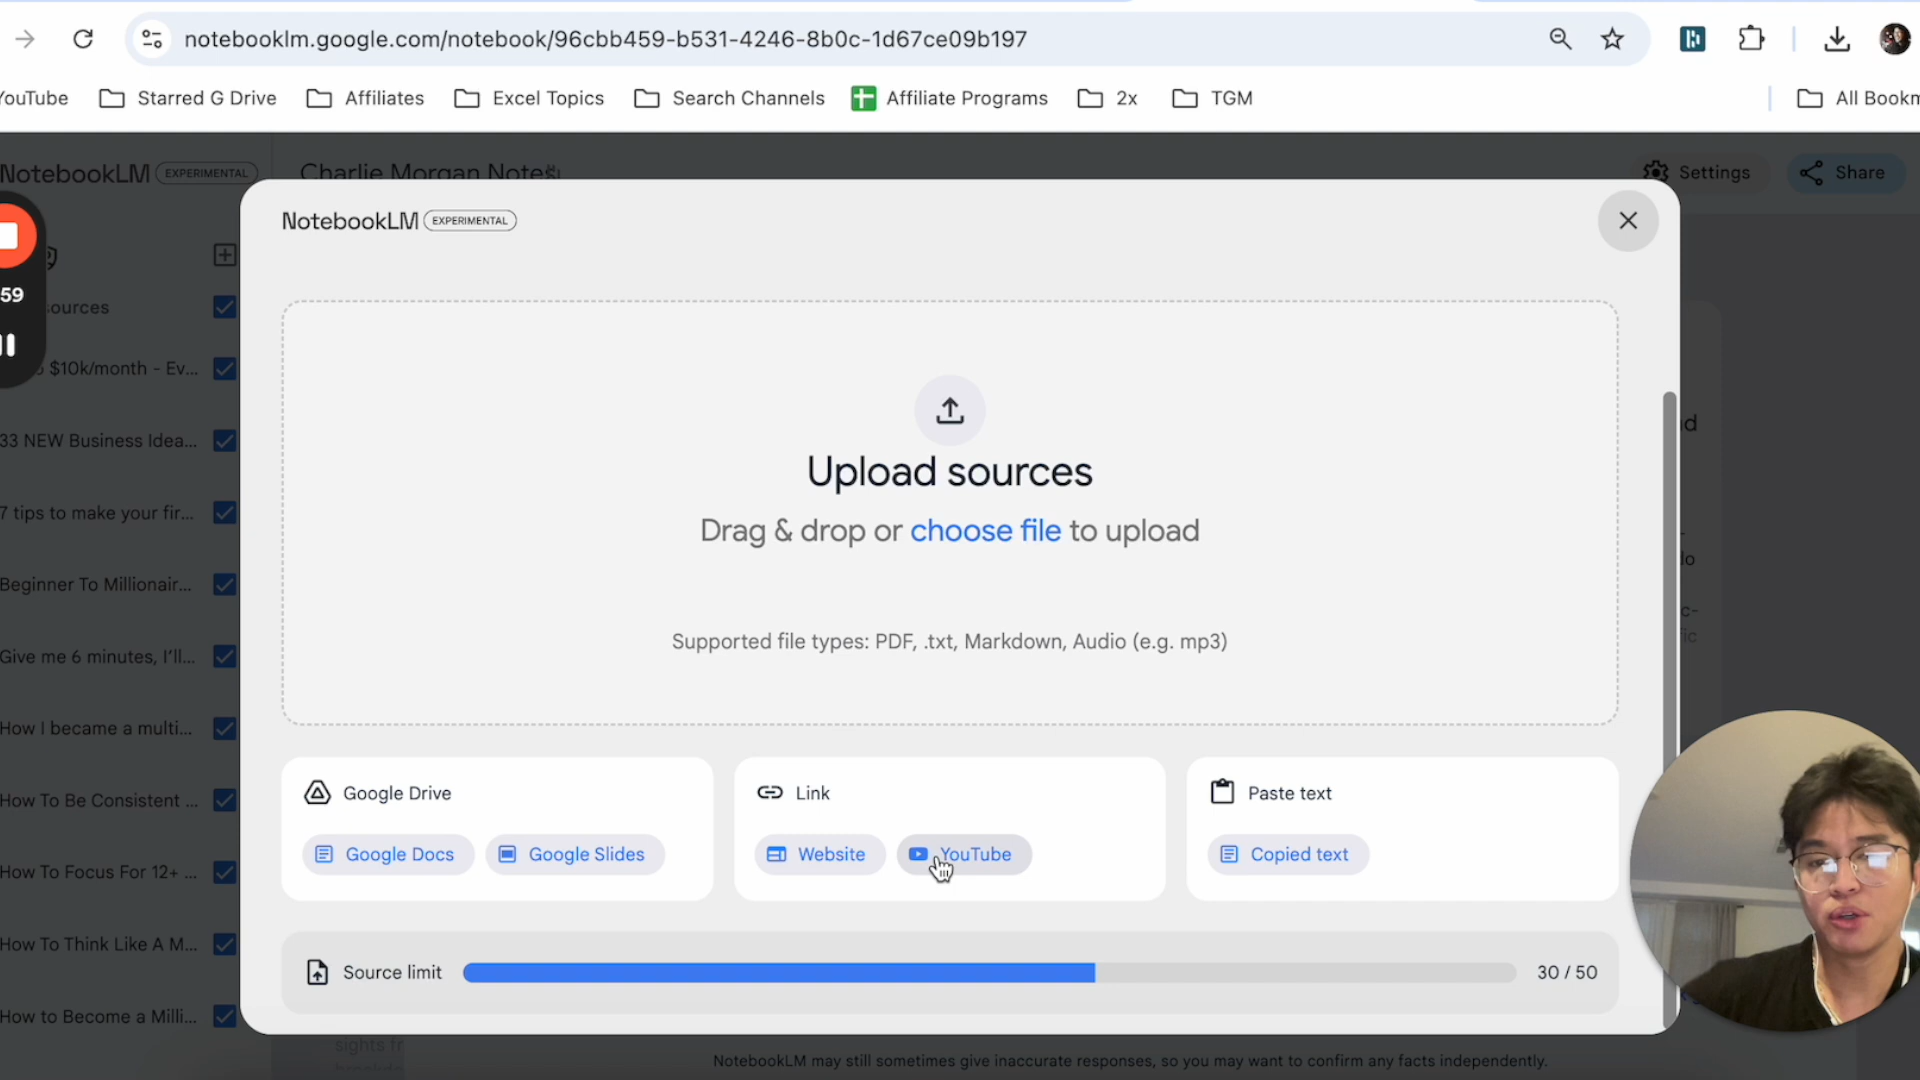 notebooklm.google.com/notebook/96cbb459-b531-4246-8b0c-1d67ce09b197
YouTube
Starred G Drive
Affiliates
Excel Topics
Search Channels
Affiliate Programs
2x
TGM
All Bookm
NotebookLM
EXPERIMENTAL
Charlie Morgan Notes
Settings
Share
NotebookLM
EXPERIMENTAL
59
ources
$10k/month - Ev...
33 NEW Business Idea...
7 tips to make your fir...
Beginner To Millionair...
Give me 6 minutes, I'll...
How I became a multi...
How To Be Consistent ...
How To Focus For 12+ ...
How To Think Like A M...
How to Become a Milli...
Upload sources
Drag & drop or choose file to upload
Supported file types: PDF, .txt, Markdown, Audio (e.g. mp3)
Google Drive
Google Docs
Google Slides
Link
Website
YouTube
Paste text
Copied text
Source limit
30 / 50
NotebookLM may still sometimes give inaccurate responses, so you may want to confirm any facts independently.